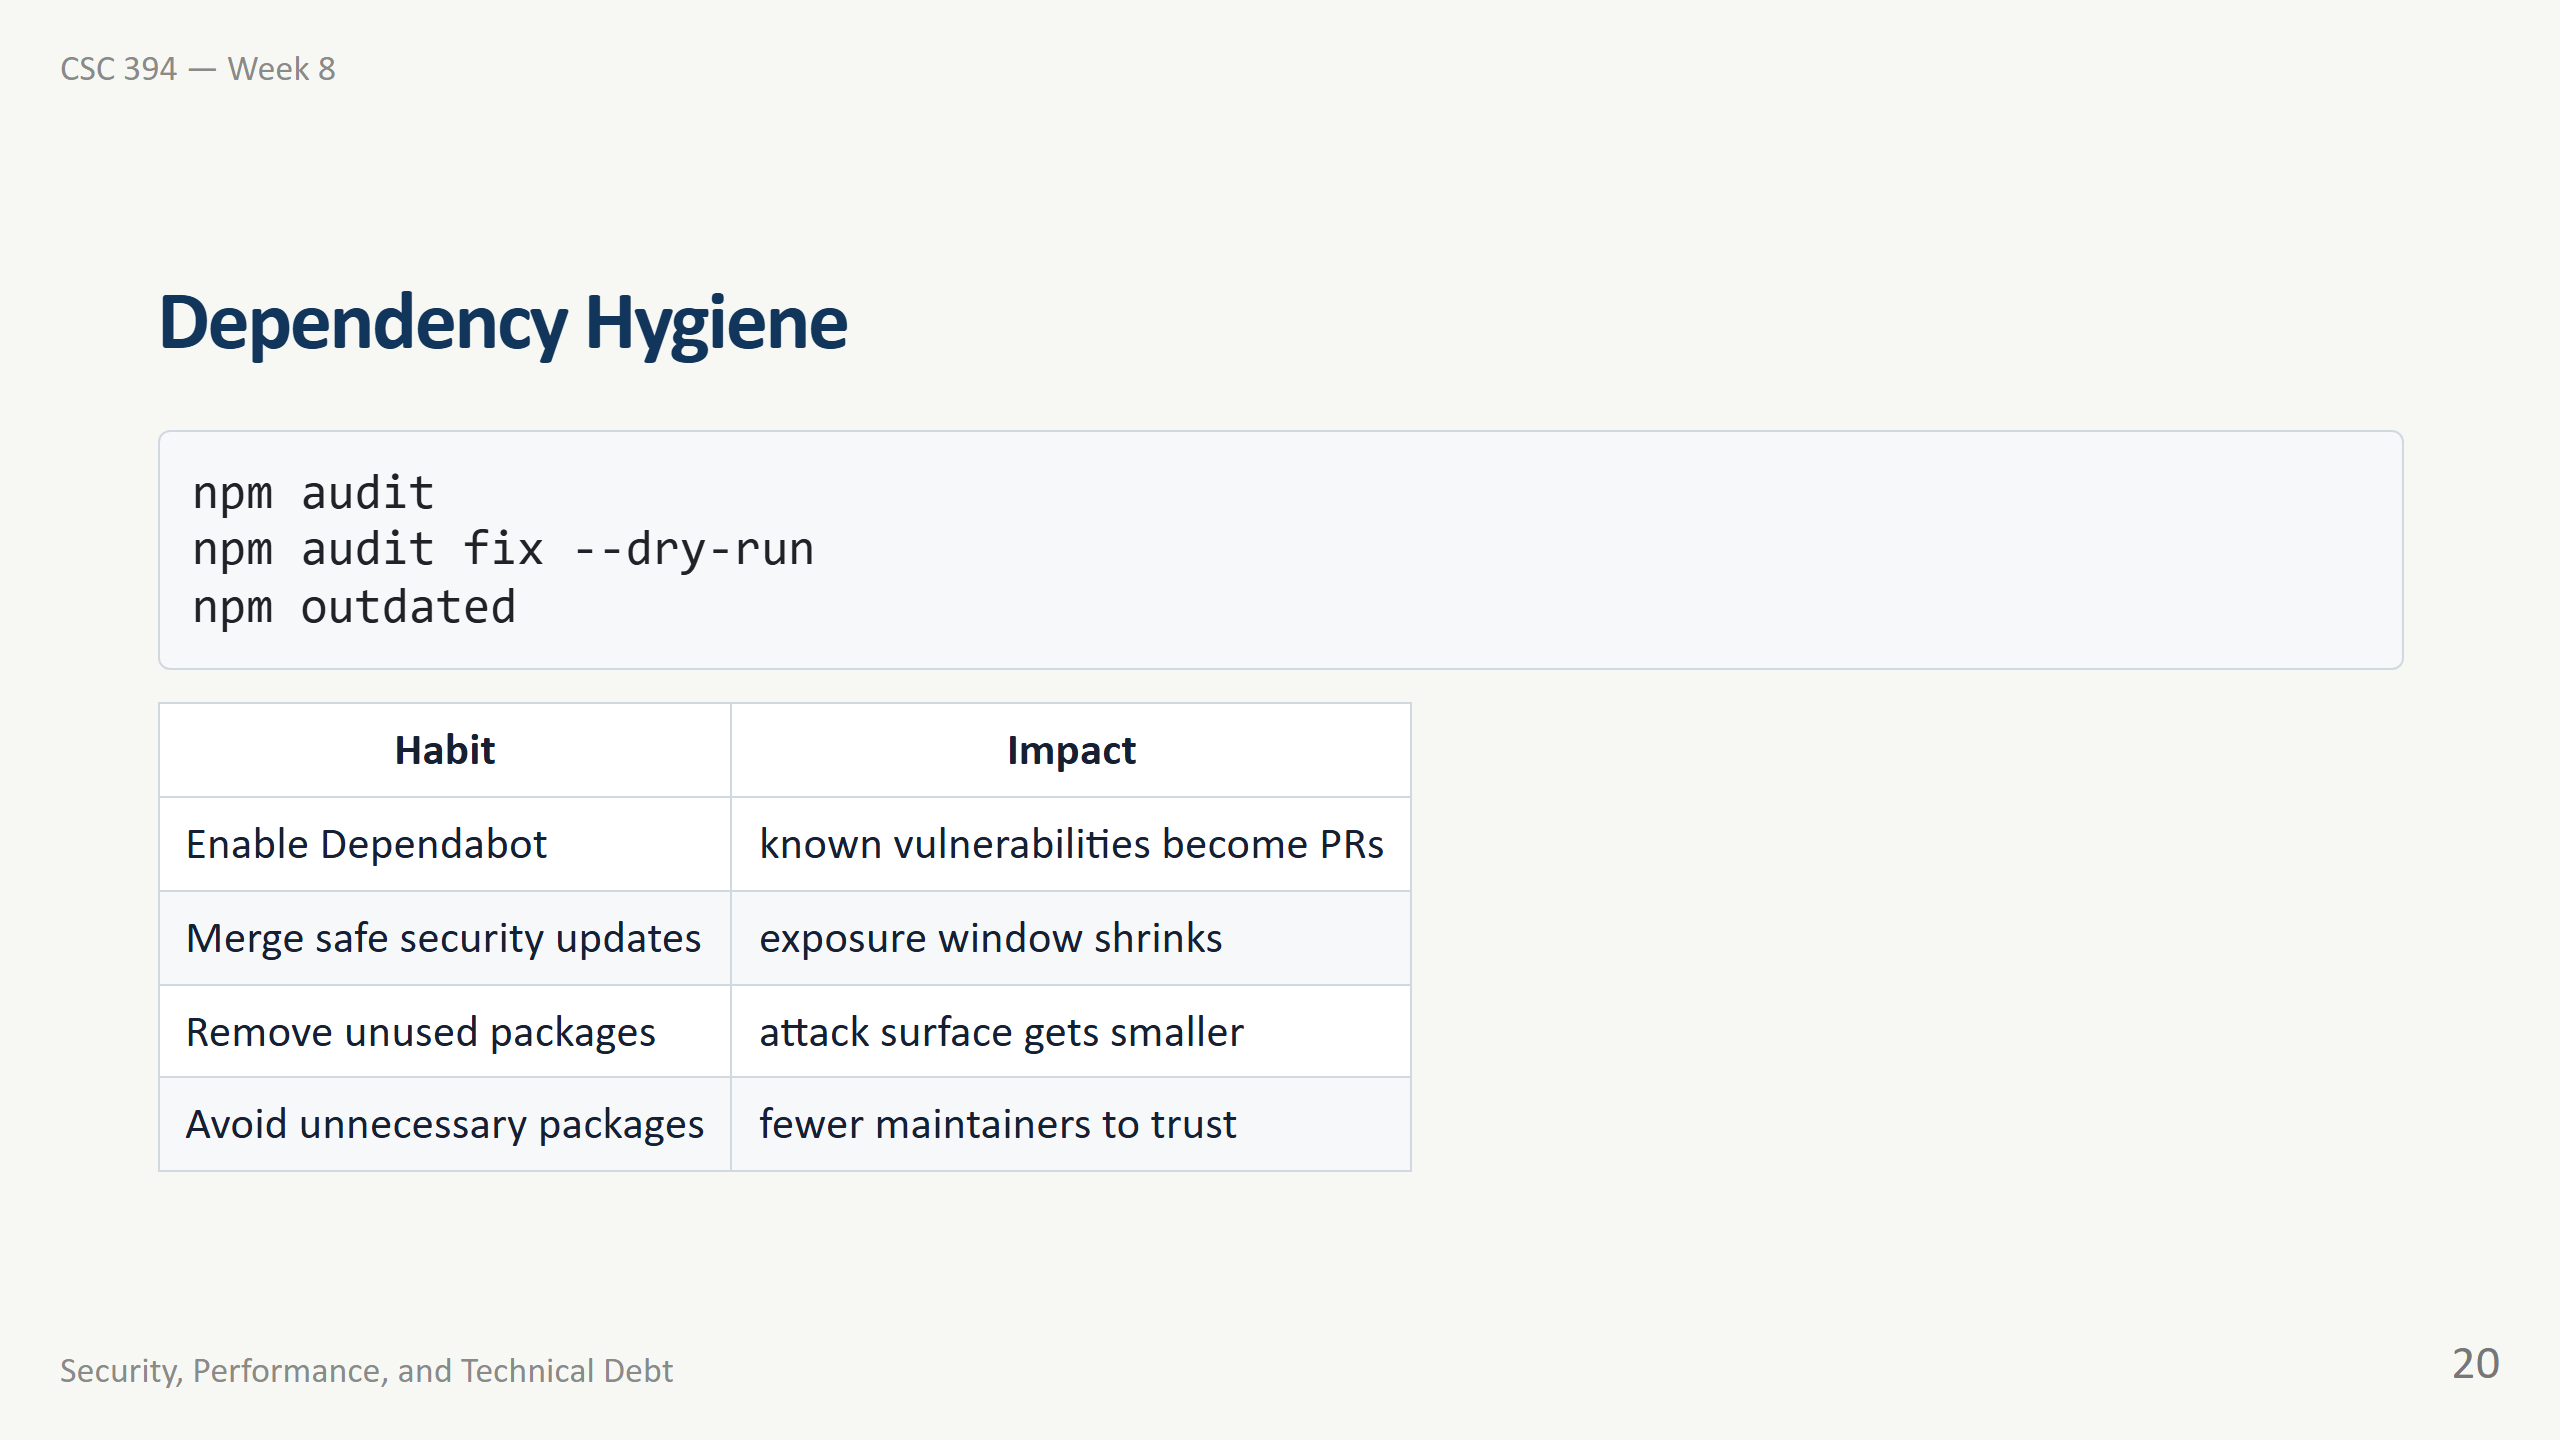 CSC 394 — Week 8
Dependency Hygiene
npm audit
npm audit fix --dry-run
npm outdated
Habit Impact
Enable Dependabot known vulnerabilities become PRs
Merge safe security updates exposure window shrinks
Remove unused packages attack surface gets smaller
Avoid unnecessary packages fewer maintainers to trust
Security, Performance, and Technical Debt
20